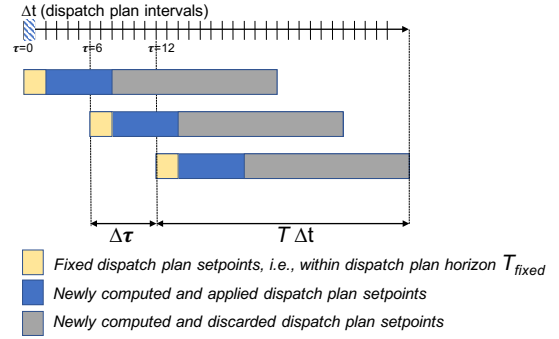 Δt (dispatch plan intervals)
τ=0 τ=6 τ=12
Δτ T Δt
Fixed dispatch plan setpoints, i.e., within dispatch plan horizon T_fixed
Newly computed and applied dispatch plan setpoints
Newly computed and discarded dispatch plan setpoints